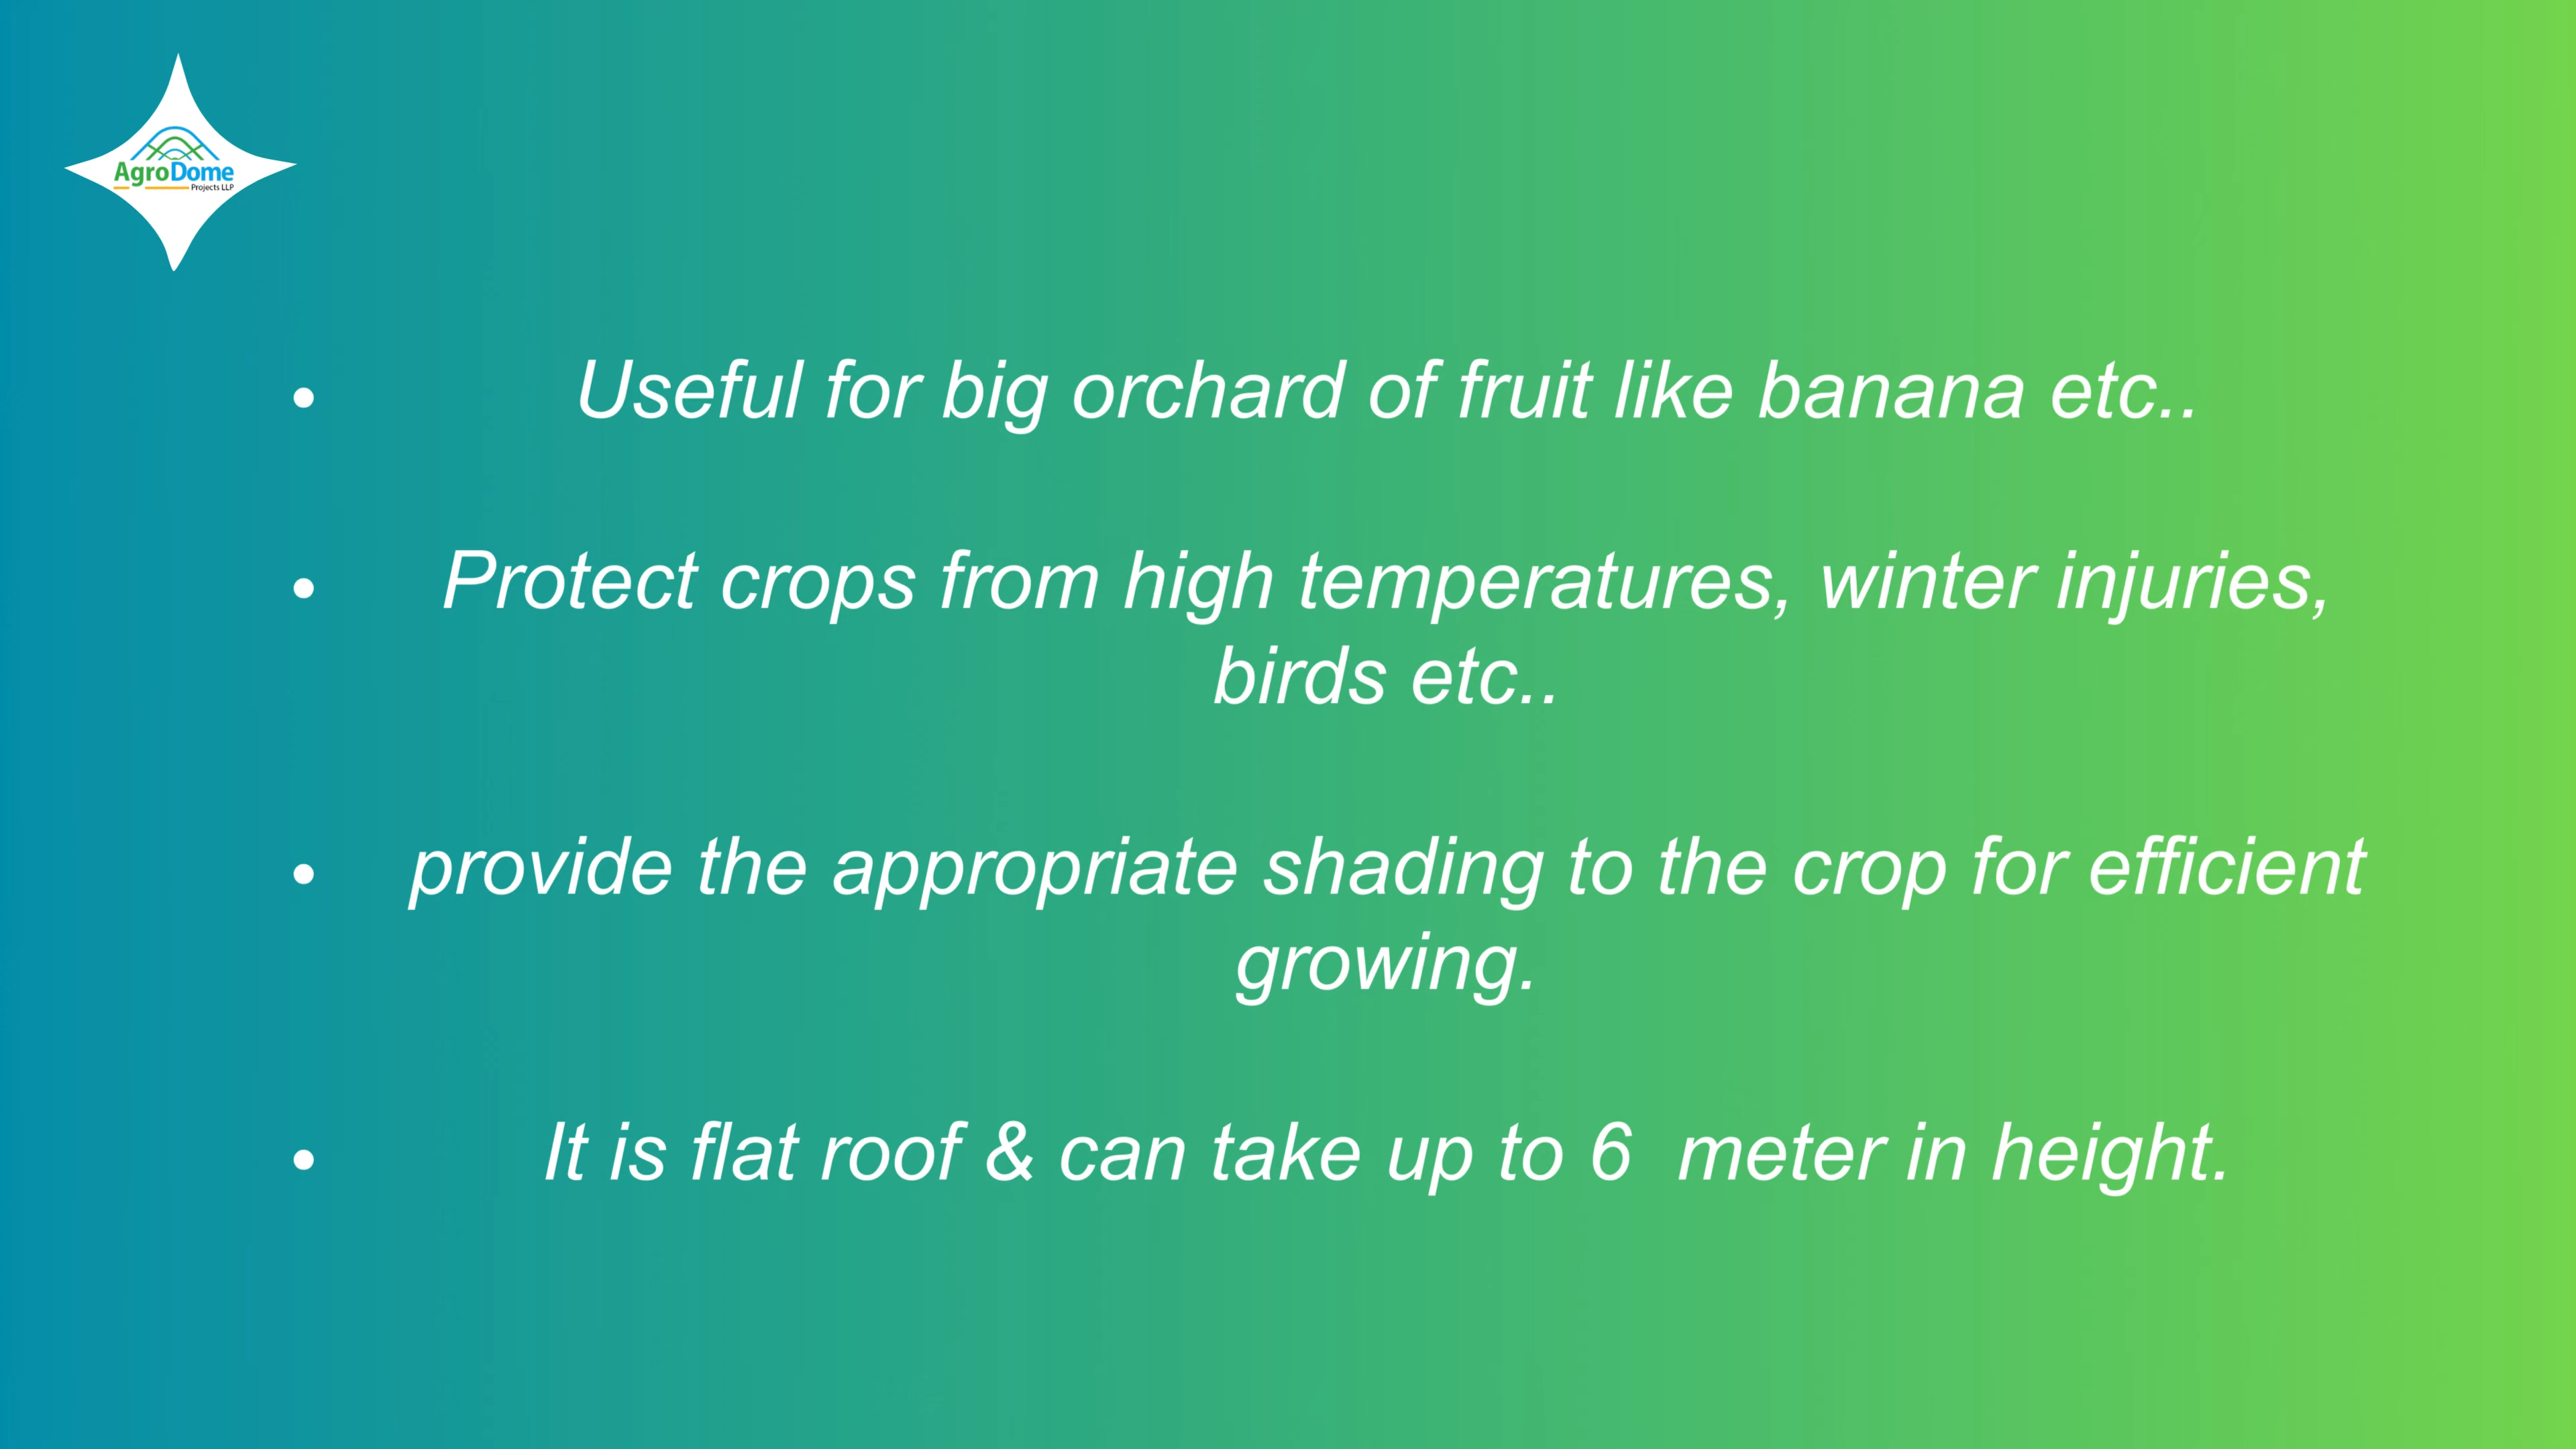 AgroDome
Projects LLP
• Useful for big orchard of fruit like banana etc..
• Protect crops from high temperatures, winter injuries,
birds etc..
• provide the appropriate shading to the crop for efficient
growing.
• It is flat roof & can take up to 6  meter in height.